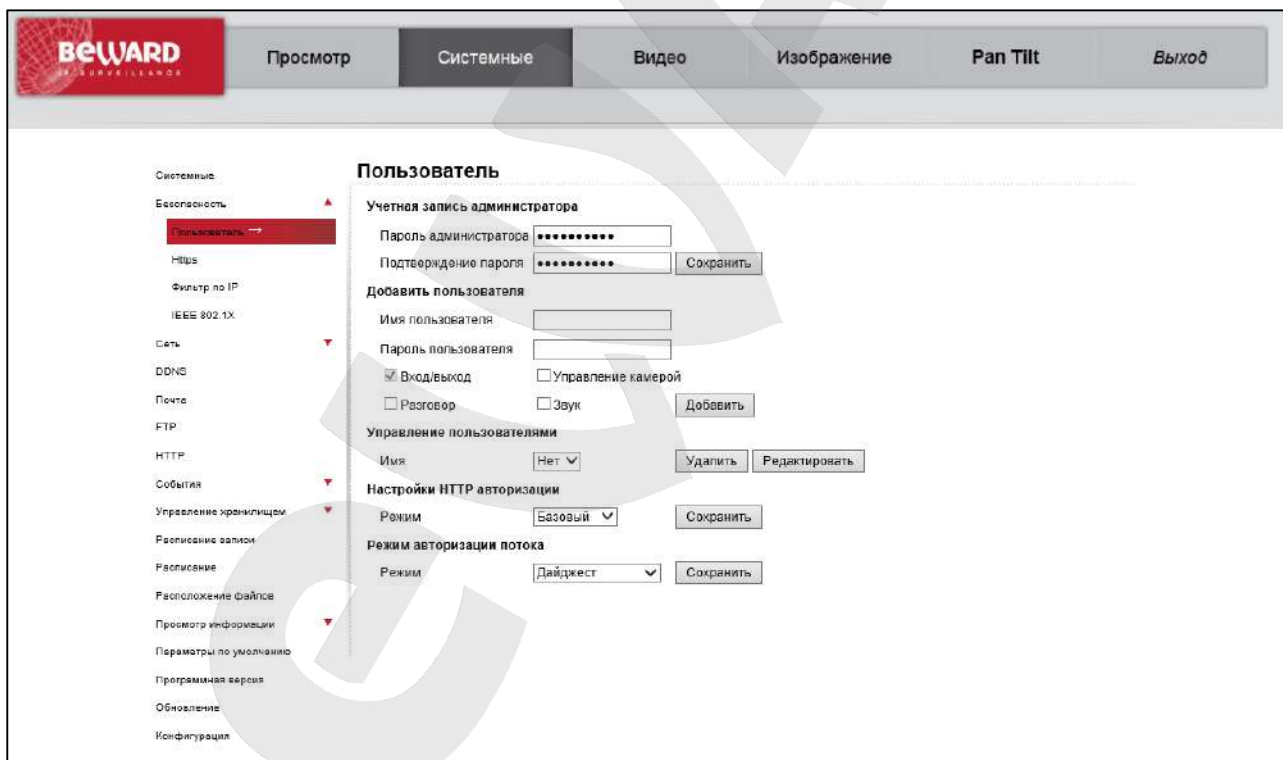 BEWARD
IP SURVEILLANCE
Просмотр
Системные
Видео
Изображение
Pan Tilt
Выход
Системные
Безопасность
Пользователь →
Https
Фильтр по IP
IEEE 802.1X
Сеть
DDNS
Почта
FTP
HTTP
События
Управление хранилищем
Расписание записи
Расписание
Расположение файлов
Просмотр информации
Параметры по умолчанию
Программная версия
Обновление
Конфигурация
Пользователь
Учетная запись администратора
Пароль администратора ••••••••••
Подтверждение пароля •••••••••• Сохранить
Добавить пользователя
Имя пользователя
Пароль пользователя
Вход/выход Управление камерой
Разговор Звук Добавить
Управление пользователями
Имя Нет Удалить Редактировать
Настройки HTTP авторизации
Режим Базовый Сохранить
Режим авторизации потока
Режим Дайджест Сохранить